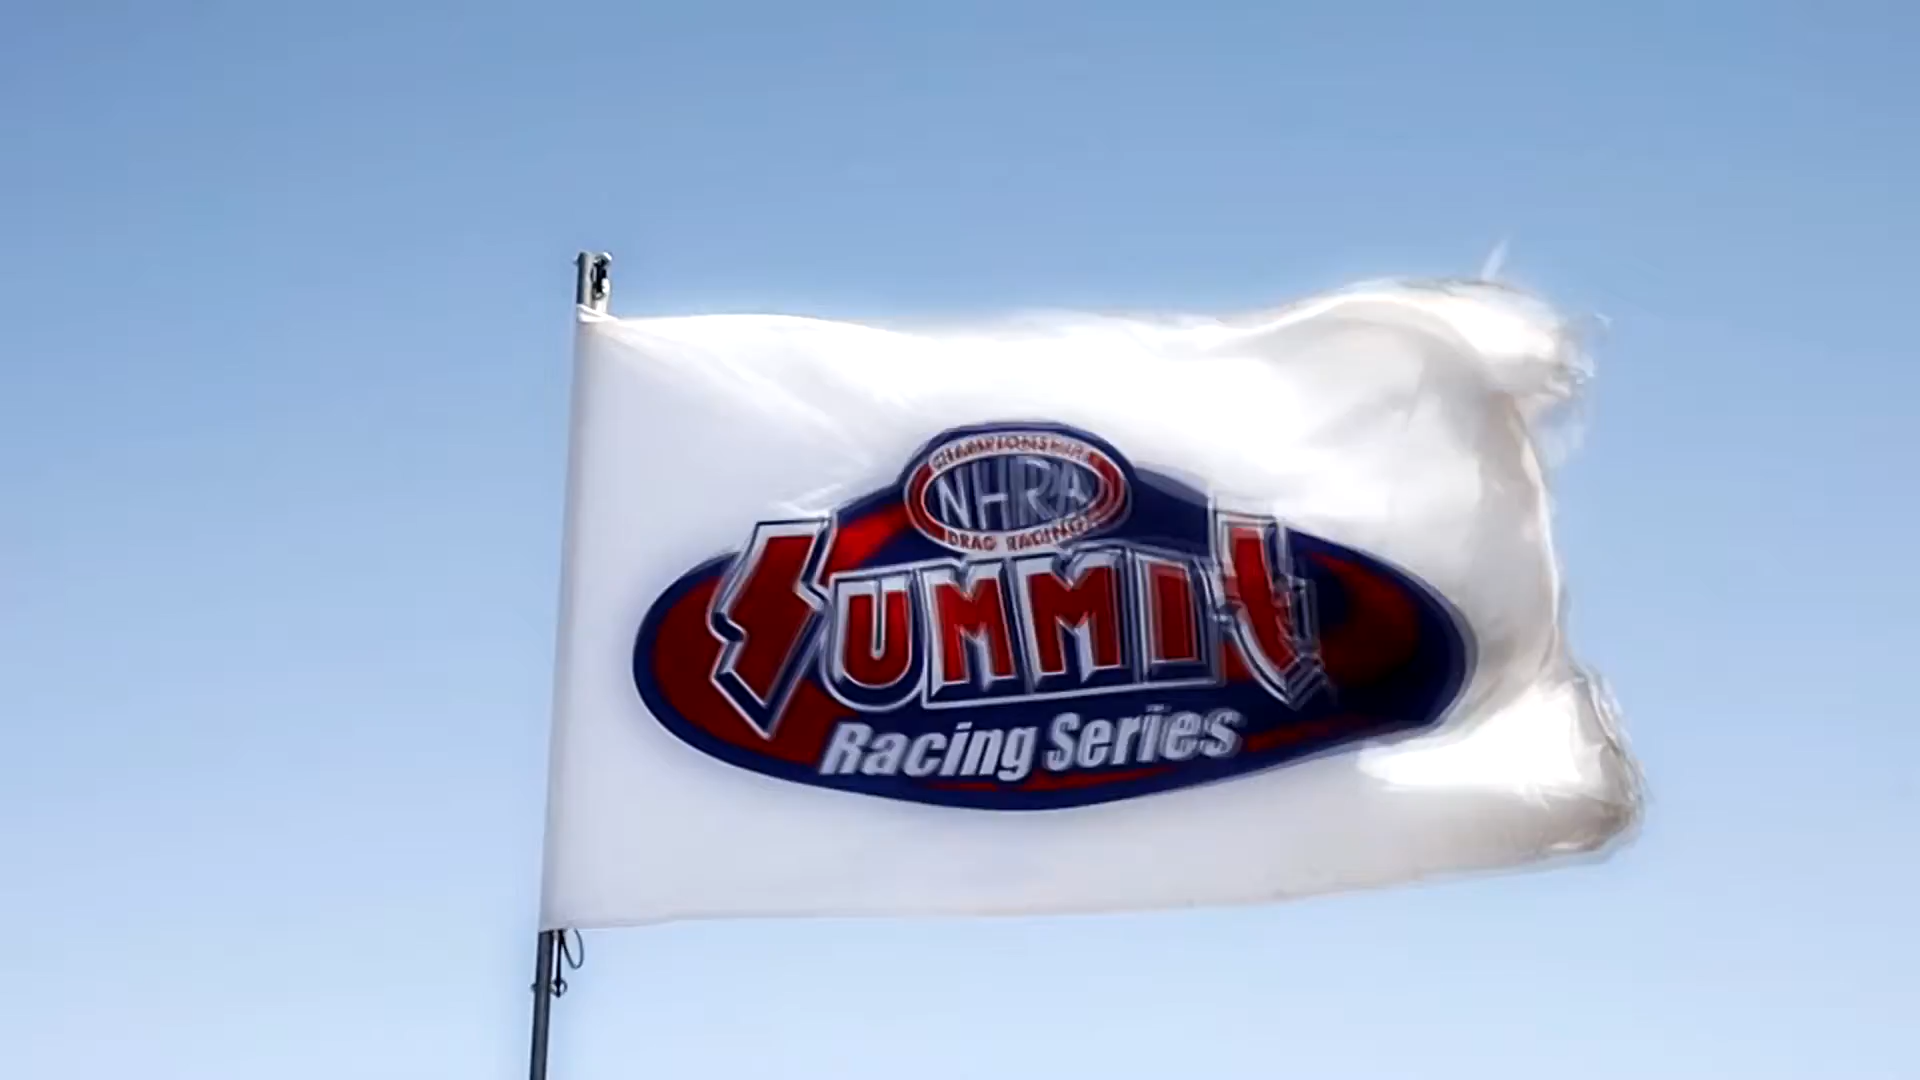 CHAMPIONSHIP
NHRA
DRAG RACING
SUMMIT
Racing Series